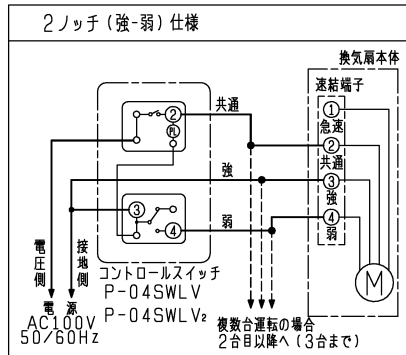 2ノッチ(強-弱)仕様
換気扇本体
速結端子
共通
②
PL
①
急速
②
共通
強
③
③
強
弱
④
④
弱
電圧側
接地側
コントロールスイッチ
P-04SWLV
P-04SWLV₂
M
電源
AC100V
50/60Hz
複数台運転の場合
2台目以降へ(3台まで)